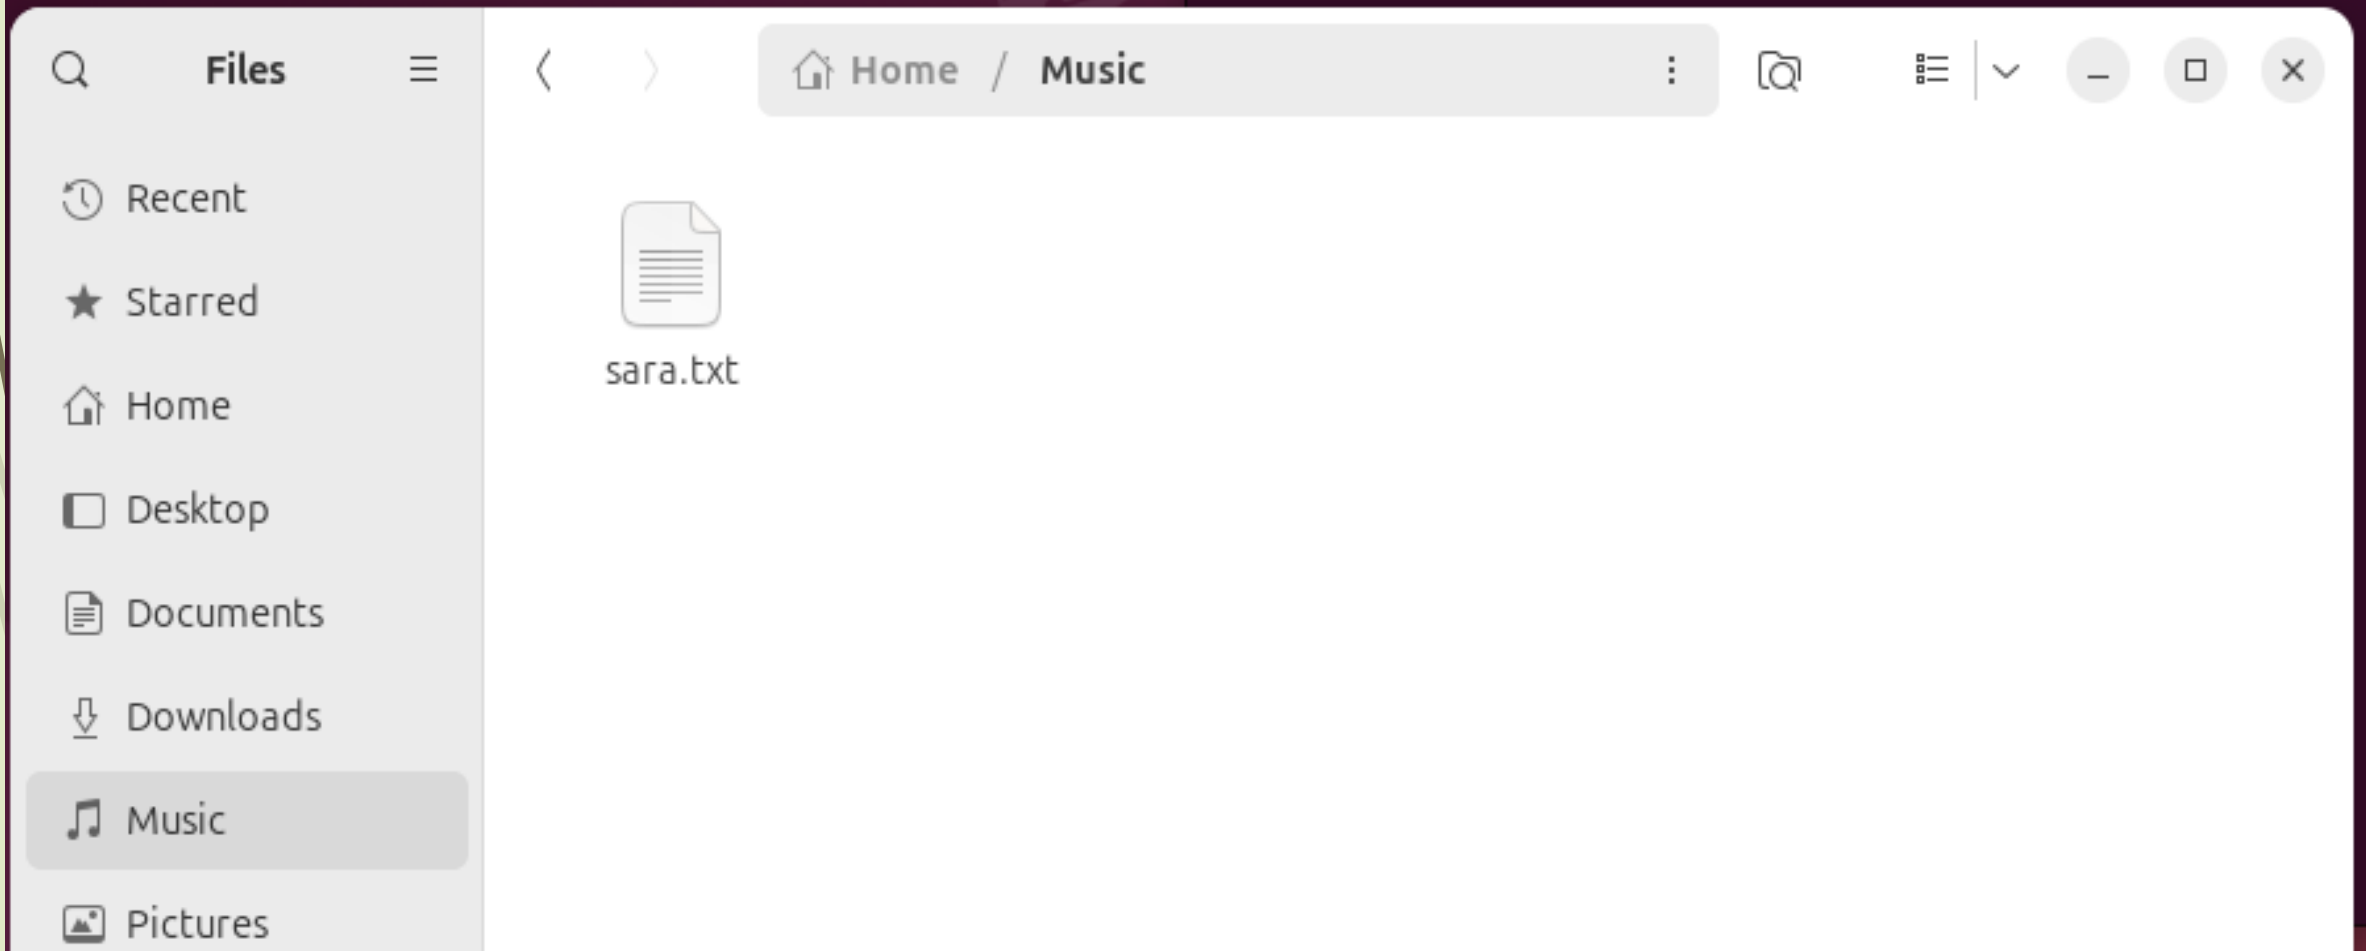 Files
Home / Music
Recent
Starred
Home
Desktop
Documents
Downloads
Music
Pictures
sara.txt